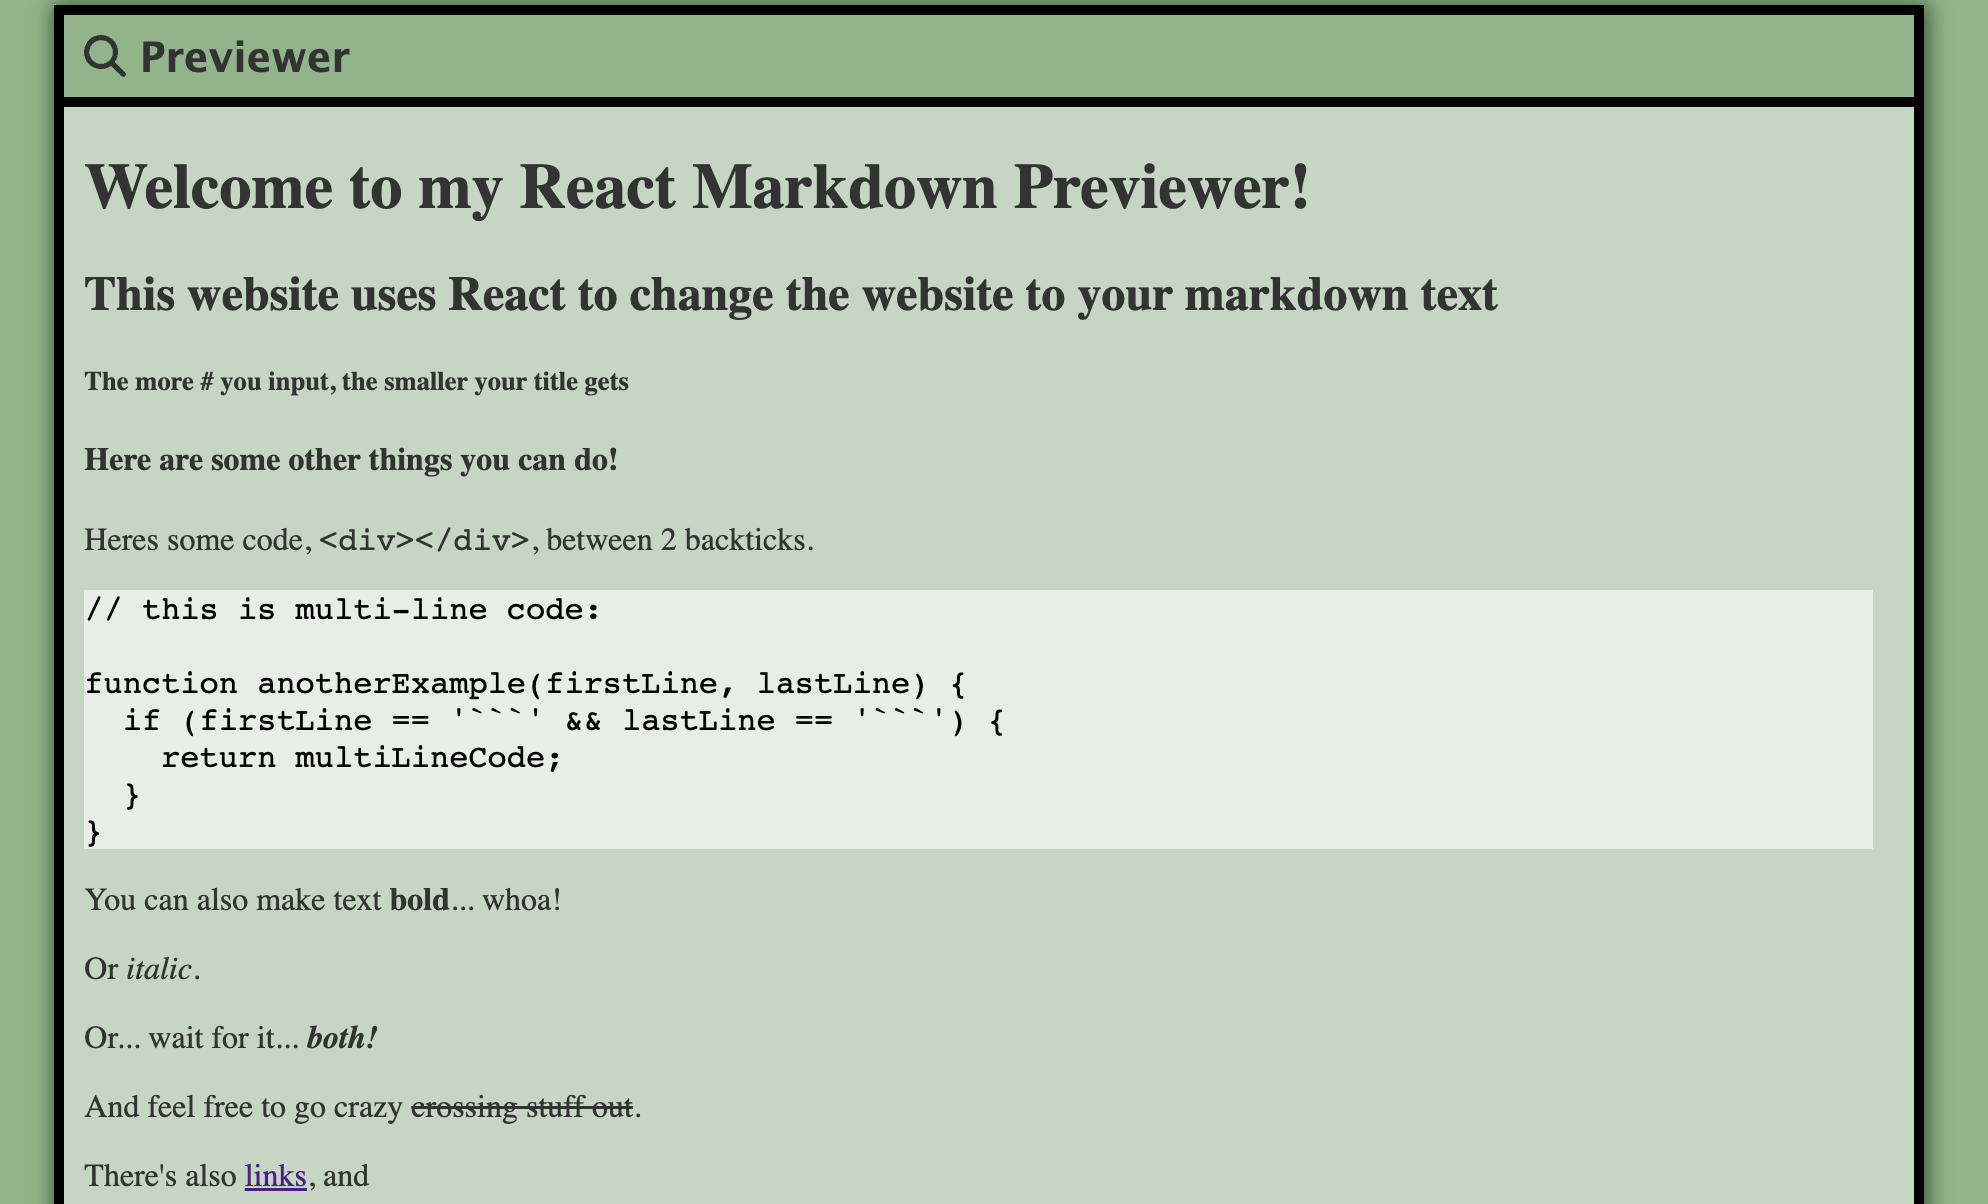 Previewer
Welcome to my React Markdown Previewer!
This website uses React to change the website to your markdown text
The more # you input, the smaller your title gets
Here are some other things you can do!
Heres some code, <div></div>, between 2 backticks.
// this is multi-line code:
function anotherExample(firstLine, lastLine) {
  if (firstLine == '```' && lastLine == '```') {
    return multiLineCode;
  }
}
You can also make text bold... whoa!
Or italic.
Or... wait for it... both!
And feel free to go crazy crossing stuff out.
There's also links, and